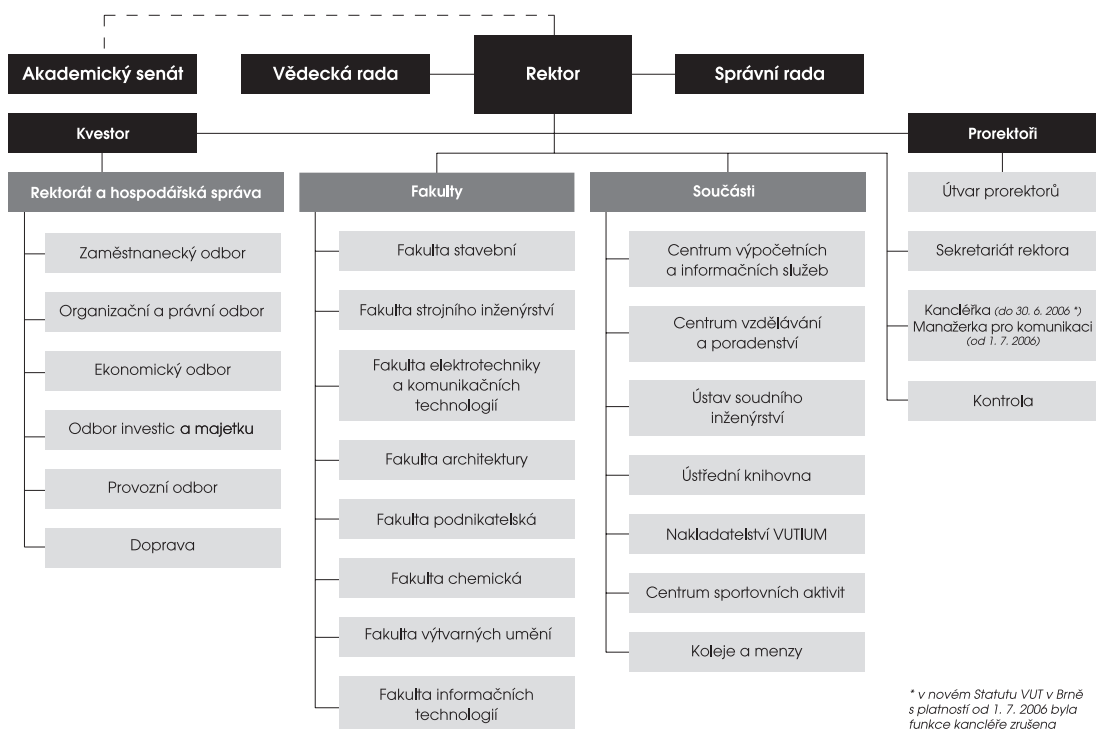 Akademický senát
Vědecká rada
Rektor
Správní rada
Kvestor
Prorektoři
Rektorát a hospodářská správa
Zaměstnanecký odbor
Organizační a právní odbor
Ekonomický odbor
Odbor investic a majetku
Provozní odbor
Doprava
Fakulty
Fakulta stavební
Fakulta strojního inženýrství
Fakulta elektrotechniky
a komunikačních
technologií
Fakulta architektury
Fakulta podnikatelská
Fakulta chemická
Fakulta výtvarných umění
Fakulta informačních
technologií
Součásti
Centrum výpočetních
a informačních služeb
Centrum vzdělávání
a poradenství
Ústav soudního
inženýrství
Ústřední knihovna
Nakladatelství VUTIUM
Centrum sportovních aktivit
Koleje a menzy
Útvar prorektorů
Sekretariát rektora
Kancléřka (do 30. 6. 2006 *)
Manažerka pro komunikaci
(od 1. 7. 2006)
Kontrola
* v novém Statutu VUT v Brně
s platností od 1. 7. 2006 byla
funkce kancléře zrušena